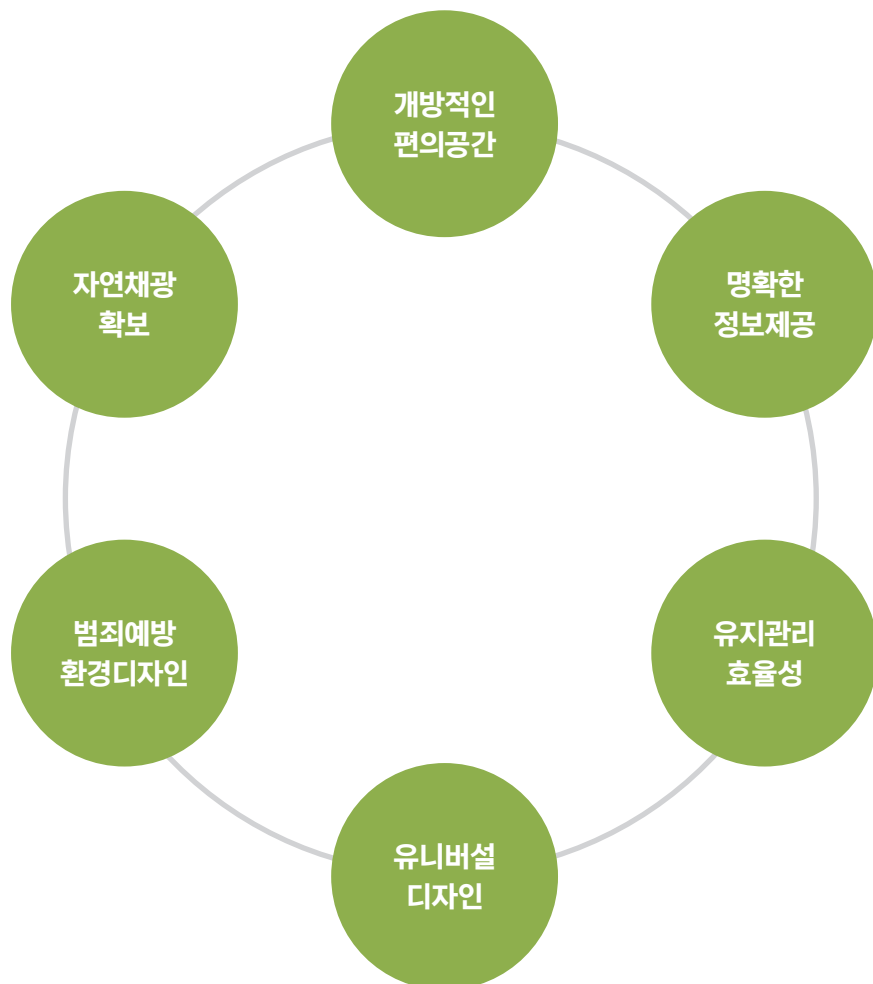 개방적인
편의공간
자연채광
확보
명확한
정보제공
범죄예방
환경디자인
유지관리
효율성
유니버설
디자인